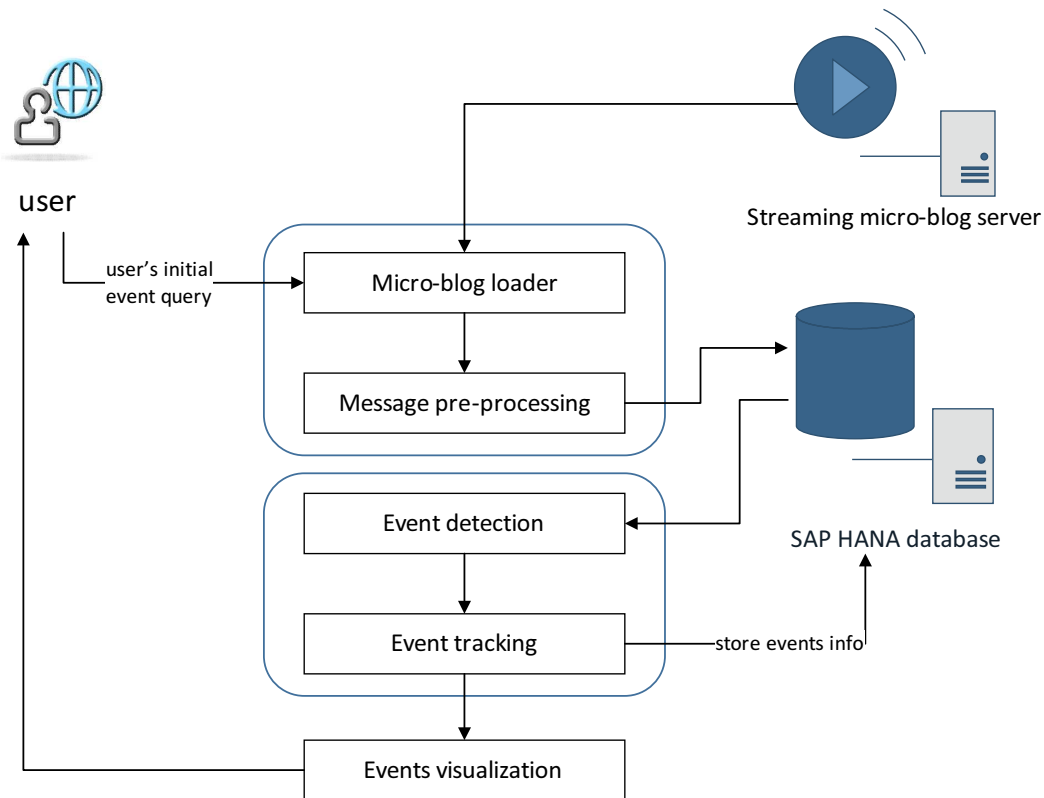 user
Streaming micro-blog server
user's initial
event query
Micro-blog loader
Message pre-processing
Event detection
SAP HANA database
Event tracking
store events info
Events visualization